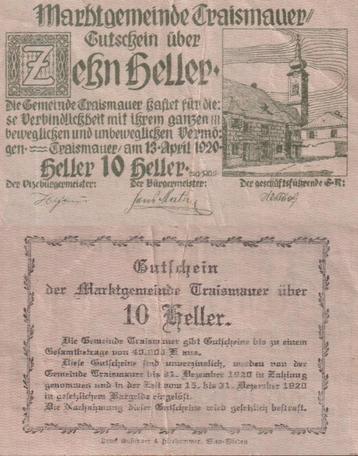 Marktgemeinde Traismauer
Gutschein über
Zehn Heller
Die Gemeinde Traismauer haftet für die:
se Verbindlichkeit mit ihrem ganzen
beweglichen und unbeweglichen Vermö:
gen. Traismauer am 13. April 1920.
Heller 10 Heller.
Der Vizebürgermeister: Der Bürgermeister: Der geschäftsführende G.R:
Gutschein
der Marktgemeinde Traismauer über
10 Heller.
Die Gemeinde Traismauer gibt Gutscheine bis zu einem
Gesamtbetrage von 40.000 K aus.
Diese Gutscheine sind unverzinslich, werden von der
Gemeinde Traismauer bis 31. Dezember 1920 in Zahlung
genommen und in der Zeit vom 15. bis 31. Dezember 1920
in gesetzlichem Bargelde eingelöst.
Die Nachahmung dieser Gutscheine wird gesetzlich bestraft.
Druck